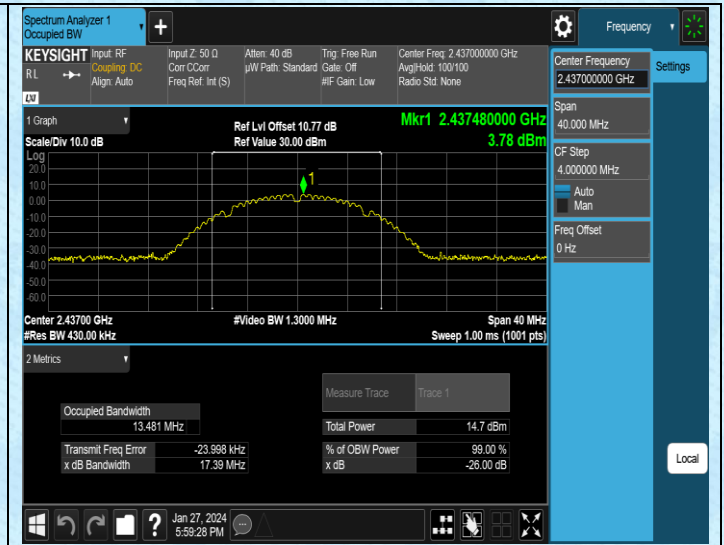 Spectrum Analyzer 1
Occupied BW
+
Frequency
KEYSIGHT
RL
LXI
Input: RF
Coupling: DC
Align: Auto
Input Z: 50 Ω
Corr CCorr
Freq Ref: Int (S)
Atten: 40 dB
µW Path: Standard
Trig: Free Run
Gate: Off
#IF Gain: Low
Center Freq: 2.437000000 GHz
Avg|Hold: 100/100
Radio Std: None
1 Graph
Scale/Div 10.0 dB
Ref Lvl Offset 10.77 dB
Ref Value 30.00 dBm
Mkr1 2.437480000 GHz
3.78 dBm
Log
20.0
10.0
0.00
-10.0
-20.0
-30.0
-40.0
-50.0
-60.0
1
Center 2.43700 GHz
#Res BW 430.00 kHz
#Video BW 1.3000 MHz
Span 40 MHz
Sweep 1.00 ms (1001 pts)
2 Metrics
Measure Trace Trace 1
Occupied Bandwidth
13.481 MHz
Total Power 14.7 dBm
Transmit Freq Error -23.998 kHz
% of OBW Power 99.00 %
x dB Bandwidth 17.39 MHz
x dB -26.00 dB
Center Frequency
2.437000000 GHz
Settings
Span
40.000 MHz
CF Step
4.000000 MHz
Auto
Man
Freq Offset
0 Hz
Local
?
Jan 27, 2024
5:59:28 PM